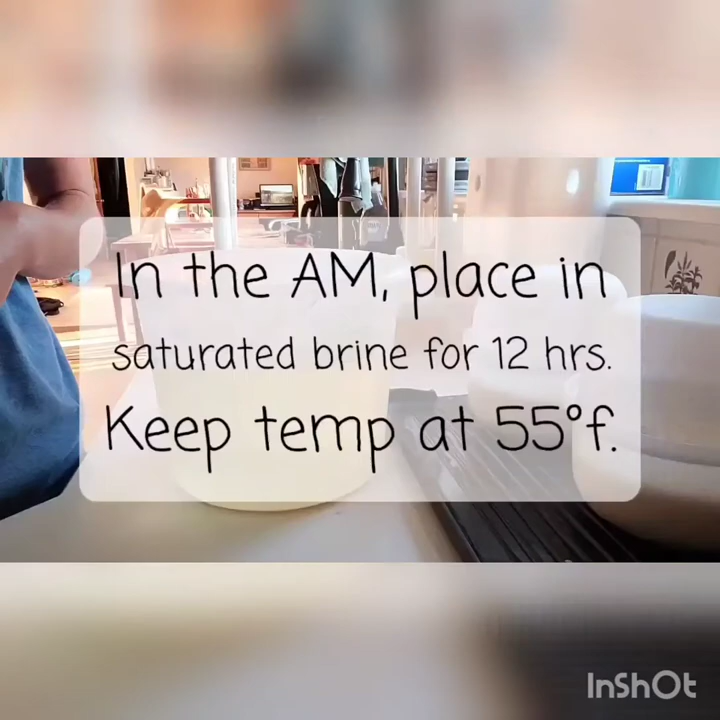 In the AM, place in
saturated brine for 12 hrs.
Keep temp at 55°f.
InShOt